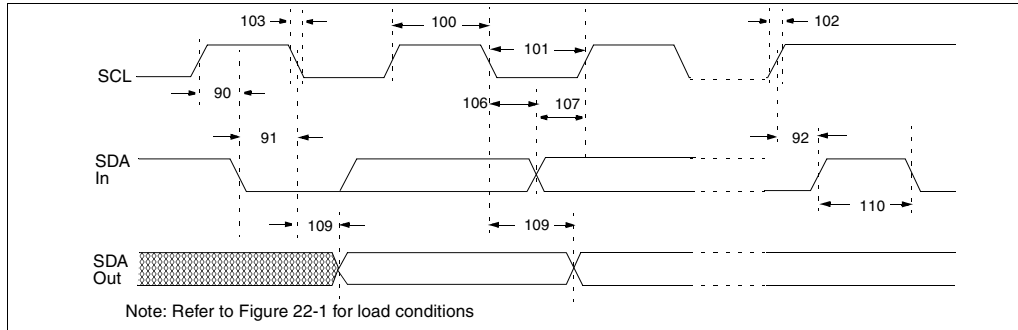 103
100
102
101
SCL
90
106
107
91
92
SDA
In
110
109
109
SDA
Out
Note: Refer to Figure 22-1 for load conditions